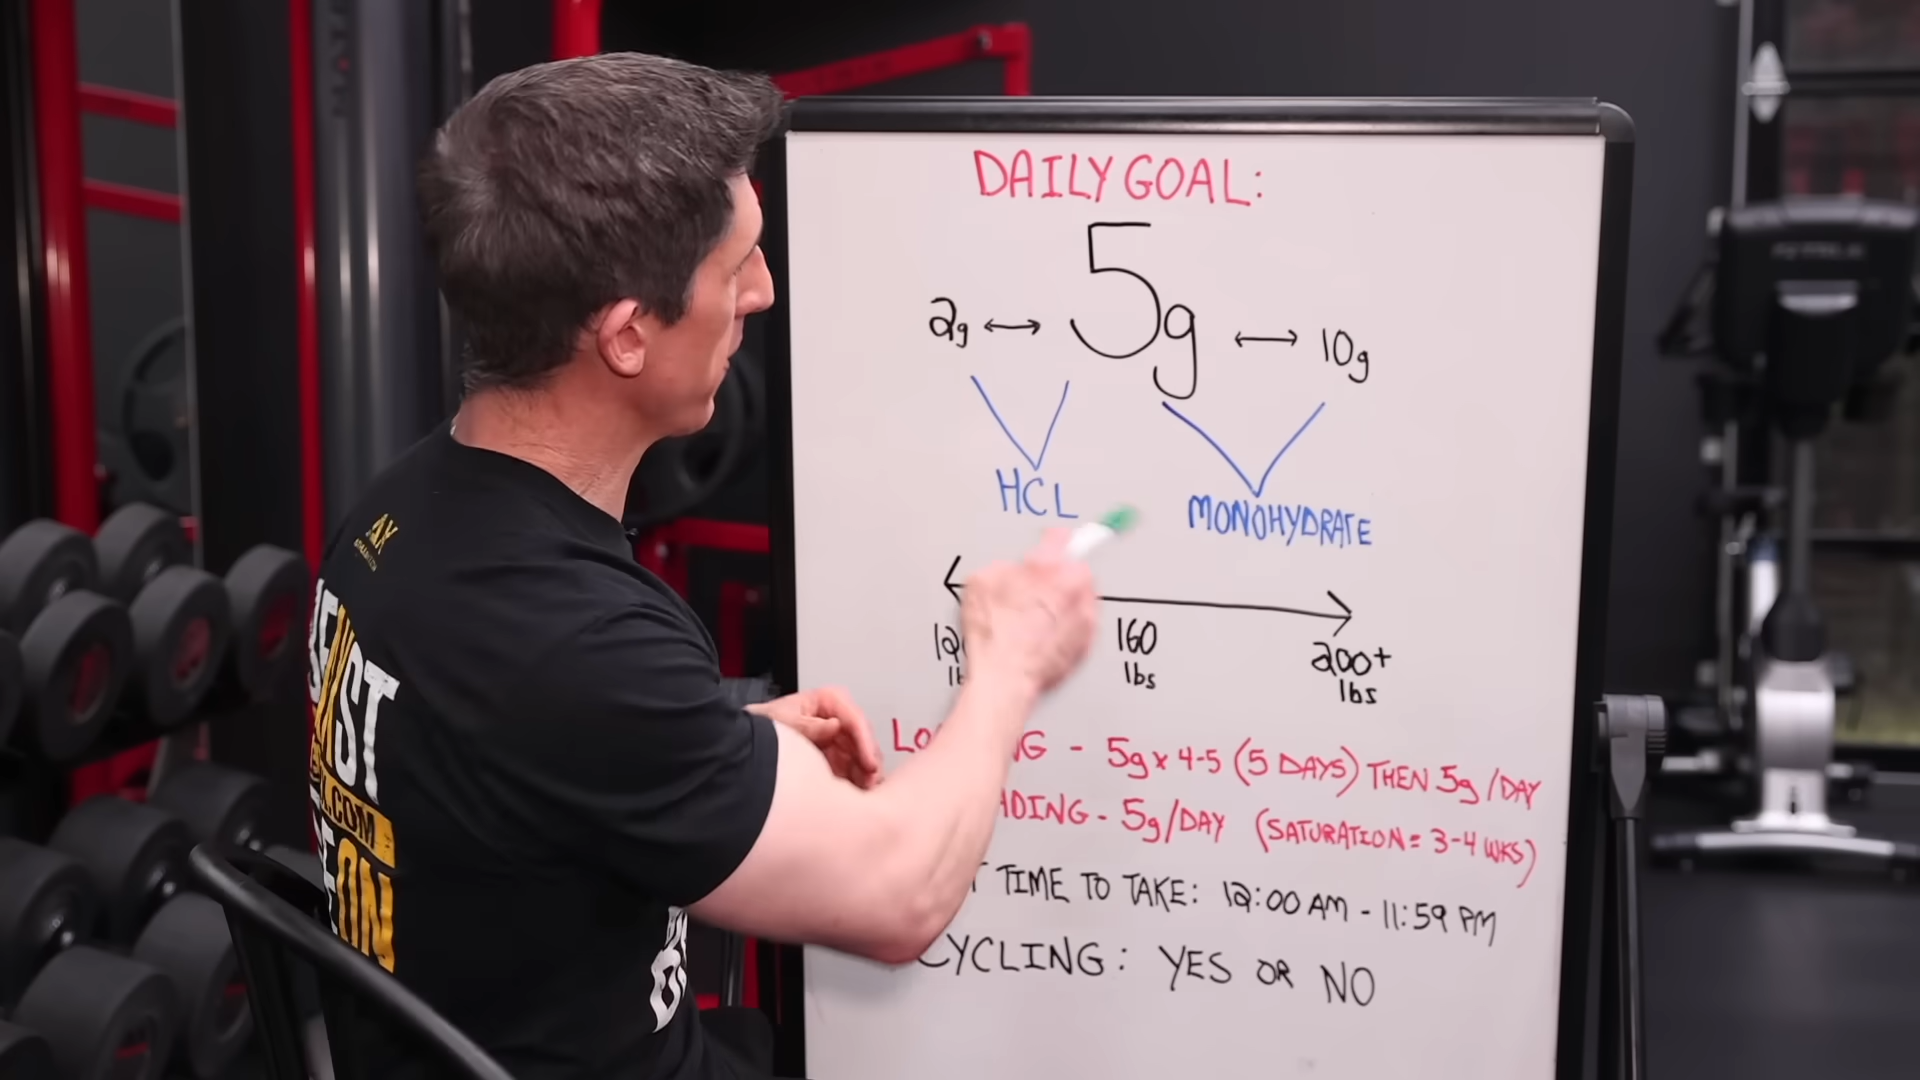 DAILY GOAL:
2g ↔ 5g ↔ 10g
HCL MONOHYDRATE
160 200+
lbs lbs
5g x 4-5 (5 DAYS) THEN 5g/DAY
5g/DAY (SATURATION = 3-4 WKS)
TIME TO TAKE: 12:00 AM - 11:59 PM
CYCLING: YES OR NO